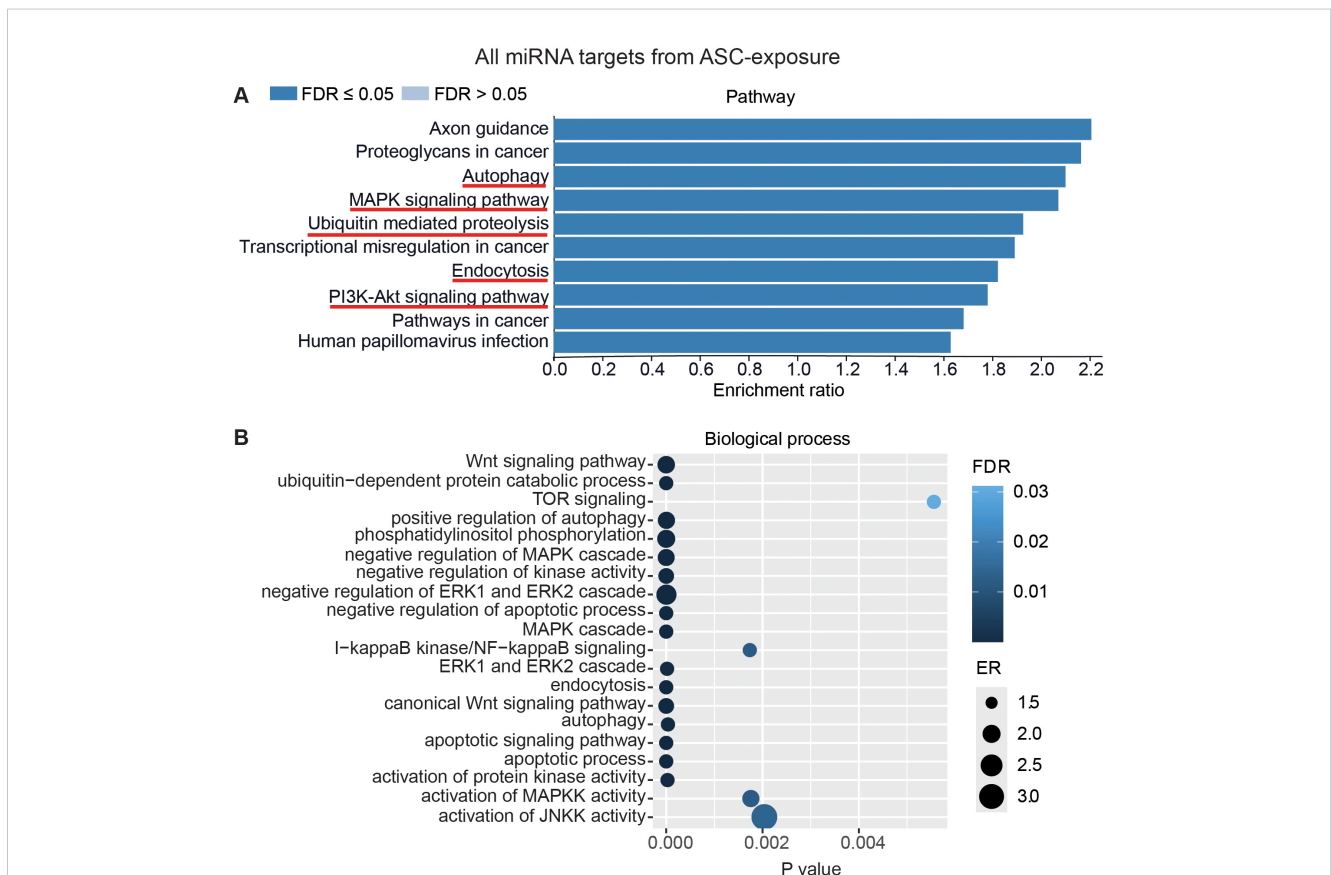 All miRNA targets from ASC-exposure
A
FDR ≤ 0.05
FDR > 0.05
Pathway
Axon guidance
Proteoglycans in cancer
Autophagy
MAPK signaling pathway
Ubiquitin mediated proteolysis
Transcriptional misregulation in cancer
Endocytosis
PI3K-Akt signaling pathway
Pathways in cancer
Human papillomavirus infection
0.0 0.2 0.4 0.6 0.8 1.0 1.2 1.4 1.6 1.8 2.0 2.2
Enrichment ratio
B
Biological process
Wnt signaling pathway
ubiquitin−dependent protein catabolic process
TOR signaling
positive regulation of autophagy
phosphatidylinositol phosphorylation
negative regulation of MAPK cascade
negative regulation of kinase activity
negative regulation of ERK1 and ERK2 cascade
negative regulation of apoptotic process
MAPK cascade
I−kappaB kinase/NF−kappaB signaling
ERK1 and ERK2 cascade
endocytosis
canonical Wnt signaling pathway
autophagy
apoptotic signaling pathway
apoptotic process
activation of protein kinase activity
activation of MAPKK activity
activation of JNKK activity
0.000 0.002 0.004
P value
FDR
0.03
0.02
0.01
ER
1.5
2.0
2.5
3.0